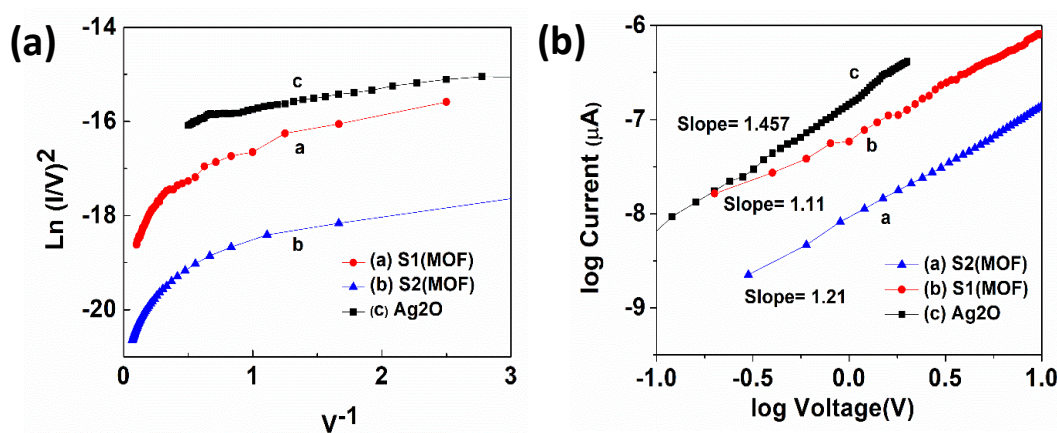 (a)
-14
-16
-18
-20
Ln (I/V)²
c
a
b
(a) S1(MOF)
(b) S2(MOF)
(c) Ag2O
0
1
2
3
V⁻¹
(b)
-6
-7
-8
-9
log Current (μA)
c
Slope= 1.457
b
Slope= 1.11
a
Slope= 1.21
(a) S2(MOF)
(b) S1(MOF)
(c) Ag2O
-1.0
-0.5
0.0
0.5
1.0
log Voltage(V)